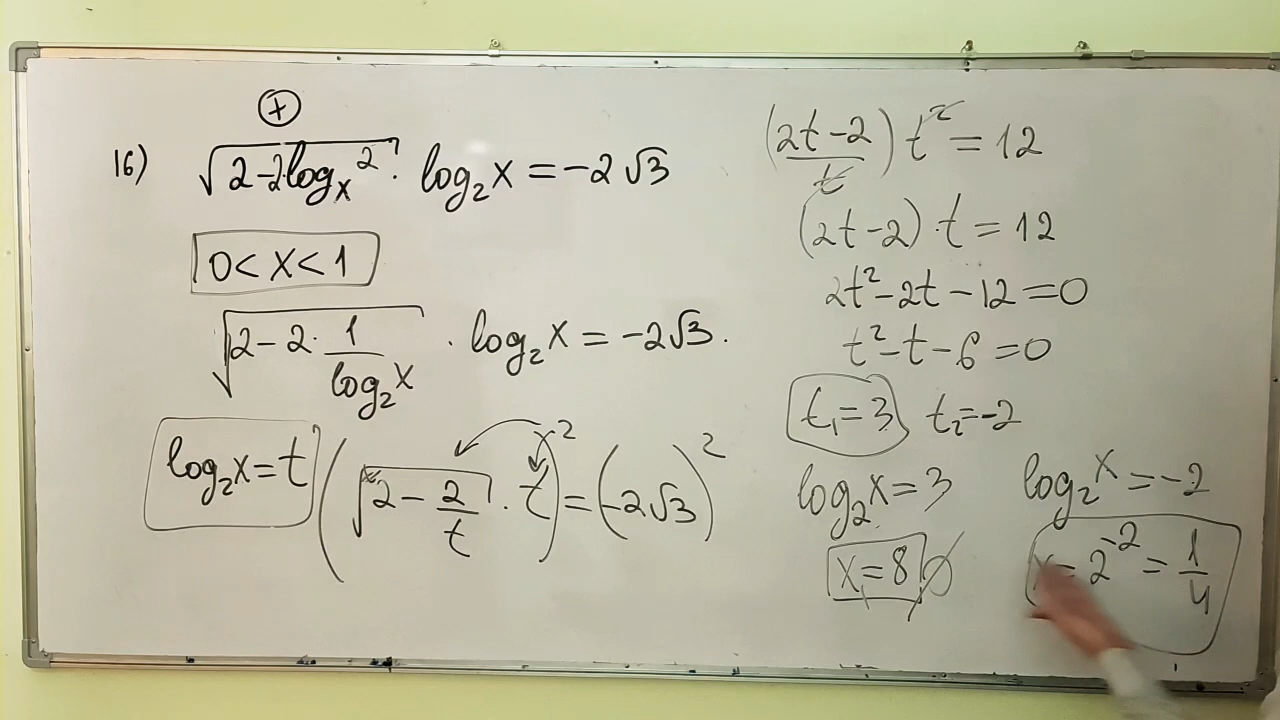 (+)
16) √(2-2log_x 2) · log₂x = -2√3
0 < x < 1
√(2 - 2 · 1/log₂x) · log₂x = -2√3.
log₂x = t
(√(2 - 2/t) · t)² = (-2√3)²
((2t-2)/t) t² = 12
(2t-2) · t = 12
2t² - 2t - 12 = 0
t² - t - 6 = 0
t₁ = 3 t₂ = -2
log₂x = 3 log₂x = -2
x₁ = 8 ∅ x = 2⁻² = 1/4